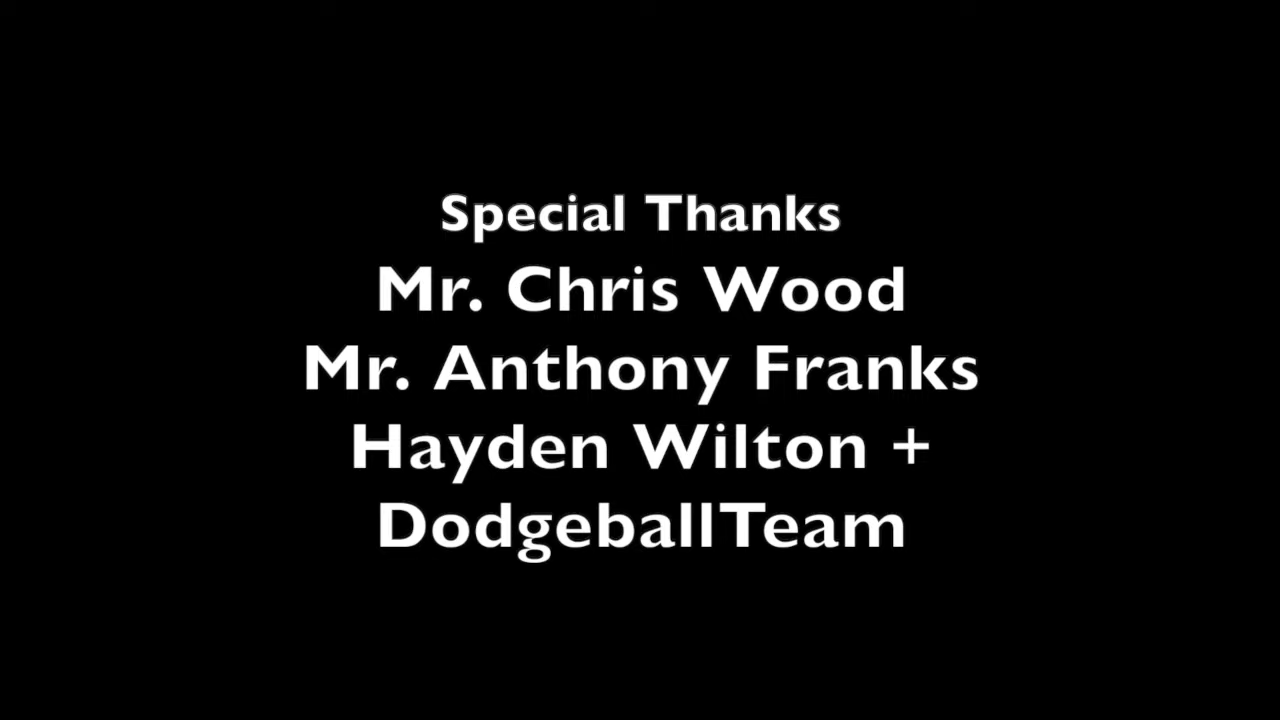 Special Thanks
Mr. Chris Wood
Mr. Anthony Franks
Hayden Wilton +
DodgeballTeam